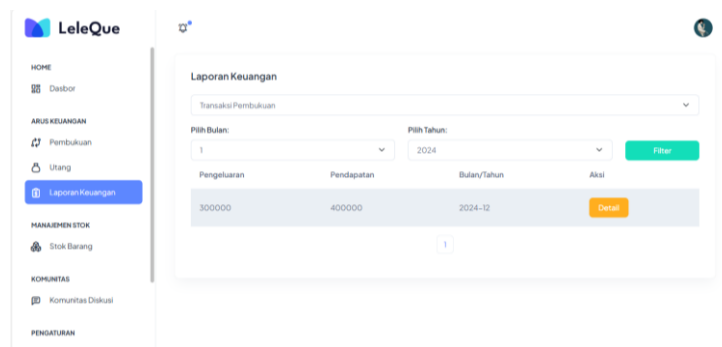 LeleQue
HOME
Dasbor
ARUS KEUANGAN
Pembukuan
Utang
Laporan Keuangan
MANAJEMEN STOK
Stok Barang
KOMUNITAS
Komunitas Diskusi
PENGATURAN
Laporan Keuangan
Transaksi Pembukuan
Pilih Bulan: Pilih Tahun:
1 2024 Filter
Pengeluaran Pendapatan Bulan/Tahun Aksi
300000 400000 2024-12 Detail
1